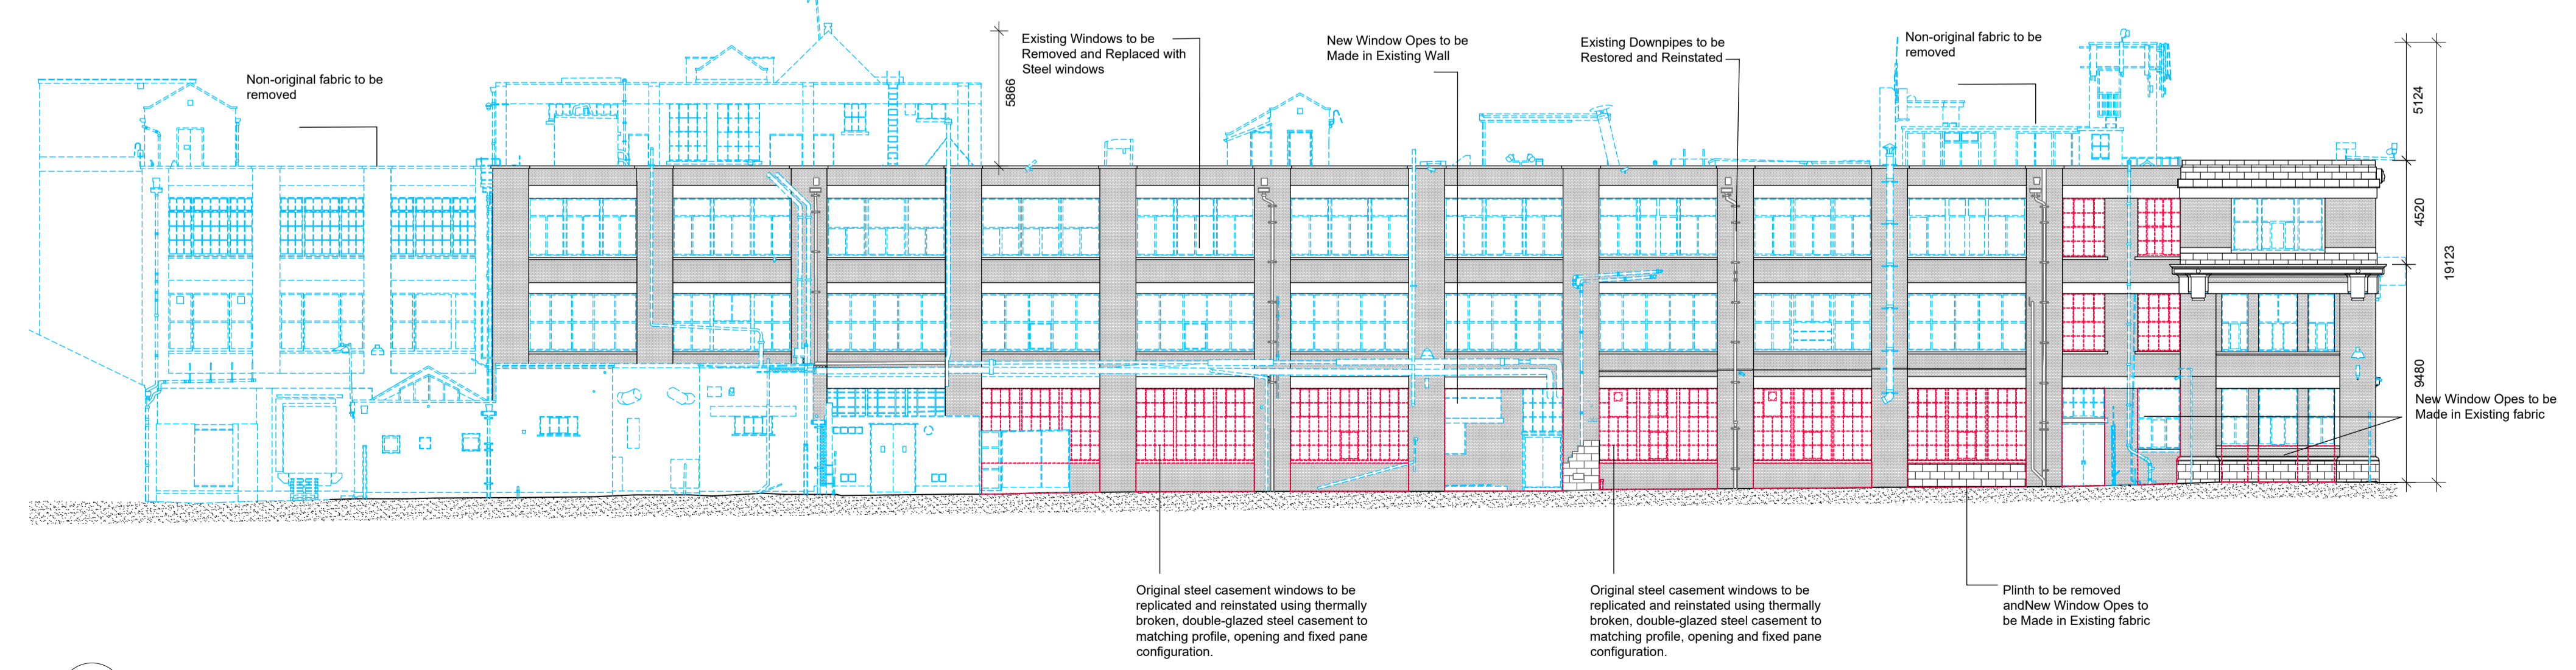 Non-original fabric to be
removed
5866
Existing Windows to be
Removed and Replaced with
Steel windows
New Window Opes to be
Made in Existing Wall
Existing Downpipes to be
Restored and Reinstated
Non-original fabric to be
removed
5124
4520
19123
9480
New Window Opes to be
Made in Existing fabric
Original steel casement windows to be
replicated and reinstated using thermally
broken, double-glazed steel casement to
matching profile, opening and fixed pane
configuration.
Original steel casement windows to be
replicated and reinstated using thermally
broken, double-glazed steel casement to
matching profile, opening and fixed pane
configuration.
Plinth to be removed
andNew Window Opes to
be Made in Existing fabric